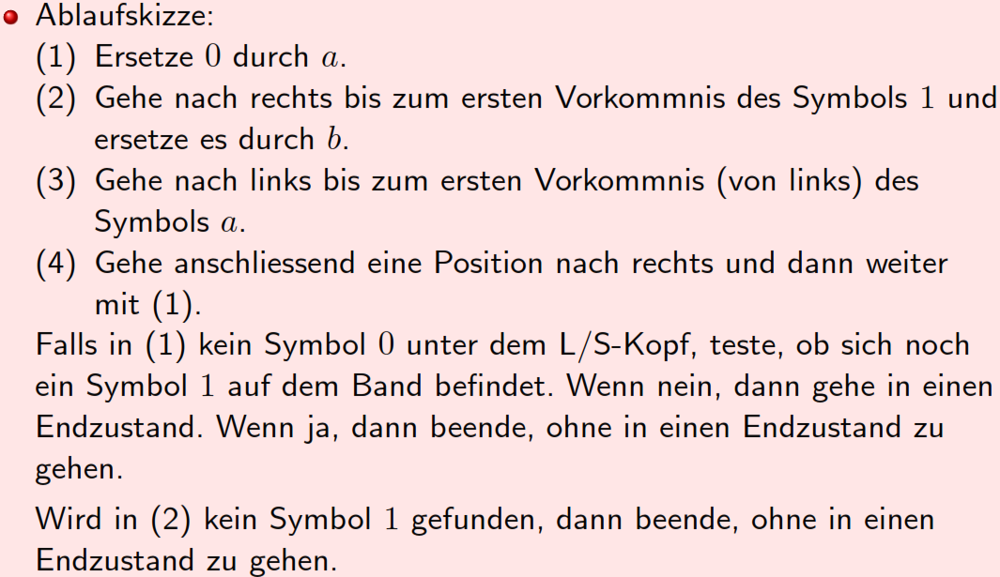 Ablaufskizze:
(1) Ersetze 0 durch a.
(2) Gehe nach rechts bis zum ersten Vorkommnis des Symbols 1 und
ersetze es durch b.
(3) Gehe nach links bis zum ersten Vorkommnis (von links) des
Symbols a.
(4) Gehe anschliessend eine Position nach rechts und dann weiter
mit (1).
Falls in (1) kein Symbol 0 unter dem L/S-Kopf, teste, ob sich noch
ein Symbol 1 auf dem Band befindet. Wenn nein, dann gehe in einen
Endzustand. Wenn ja, dann beende, ohne in einen Endzustand zu
gehen.
Wird in (2) kein Symbol 1 gefunden, dann beende, ohne in einen
Endzustand zu gehen.